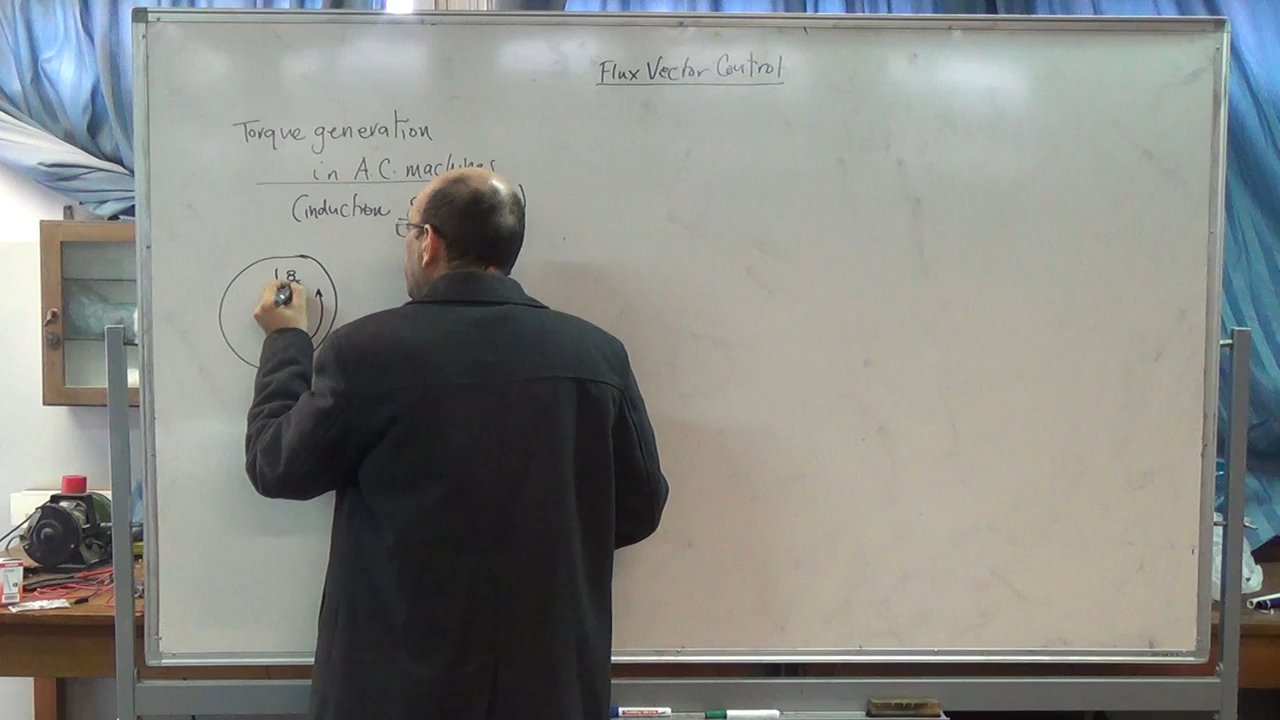 Flux Vector Control
Torque generation
in A.C. machines
(induction